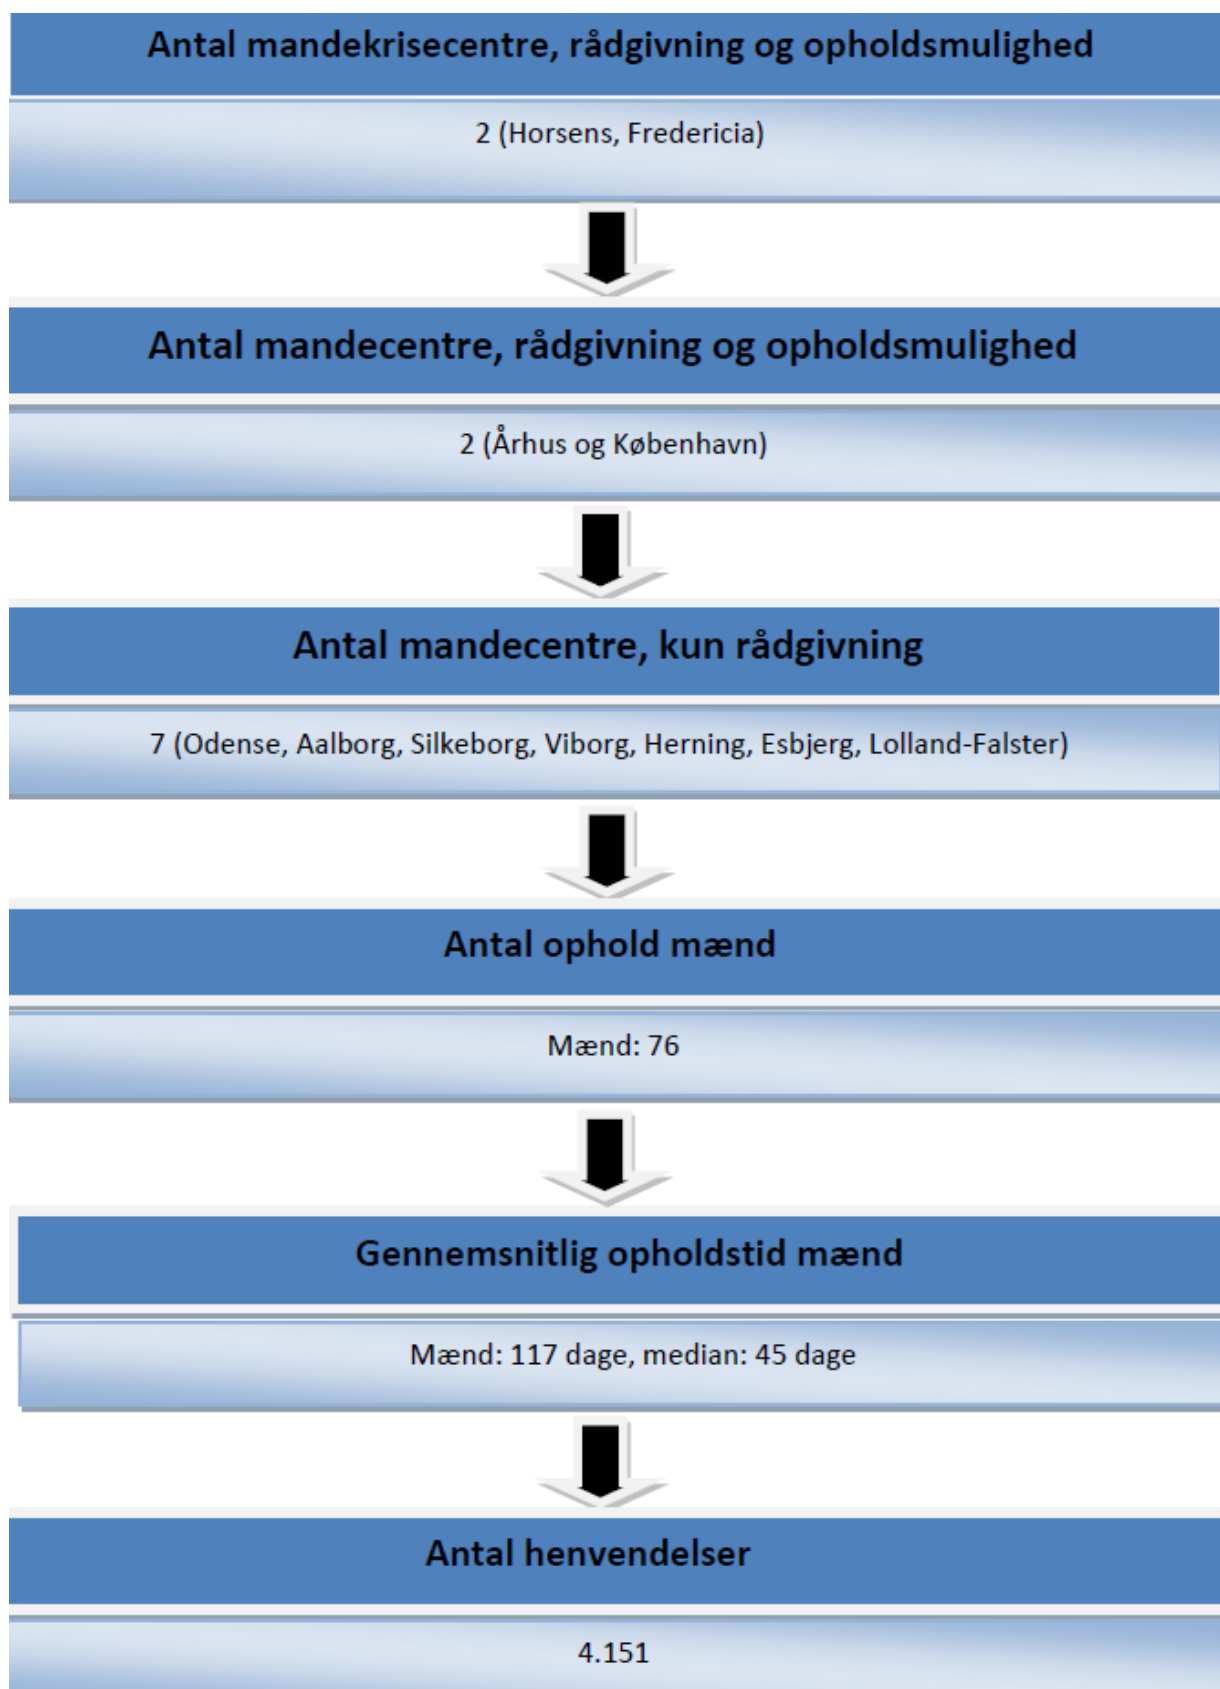 Antal mandekrisecentre, rådgivning og opholdsmulighed
2 (Horsens, Fredericia)
Antal mandecentre, rådgivning og opholdsmulighed
2 (Århus og København)
Antal mandecentre, kun rådgivning
7 (Odense, Aalborg, Silkeborg, Viborg, Herning, Esbjerg, Lolland-Falster)
Antal ophold mænd
Mænd: 76
Gennemsnitlig opholdstid mænd
Mænd: 117 dage, median: 45 dage
Antal henvendelser
4.151